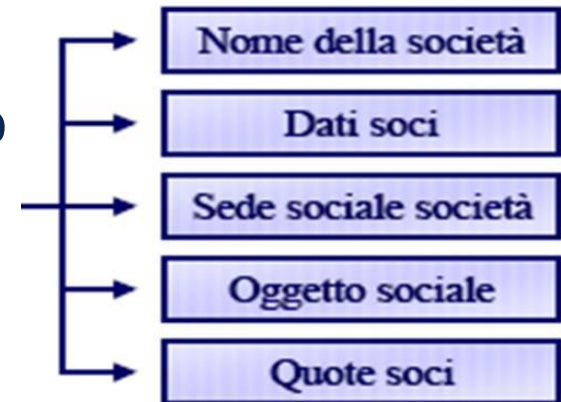 Nome della società
Dati soci
Sede sociale società
Oggetto sociale
Quote soci